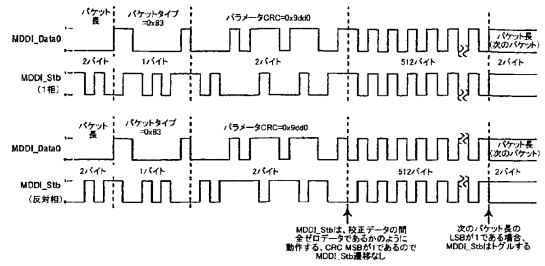 パケット長
パケットタイプ
=0x83
パラメータCRC=0x9dd0
MDDI_Data0
1
0
パケット長
(次のパケット)
2バイト
1バイト
2バイト
512バイト
2バイト
MDDI_Stb
(1相)
1
0
パケット長
パケットタイプ
=0x83
パラメータCRC=0x9dd0
MDDI_Data0
1
0
パケット長
(次のパケット)
2バイト
1バイト
2バイト
512バイト
2バイト
MDDI_Stb
(反対相)
1
0
MDDI_Stbは、校正データの間
全ゼロデータであるかのように
動作する、CRC MSBが1であるので
MDDI_Stb遷移なし
次のパケット長の
LSBが1である場合、
MDDI_Stbはトグルする